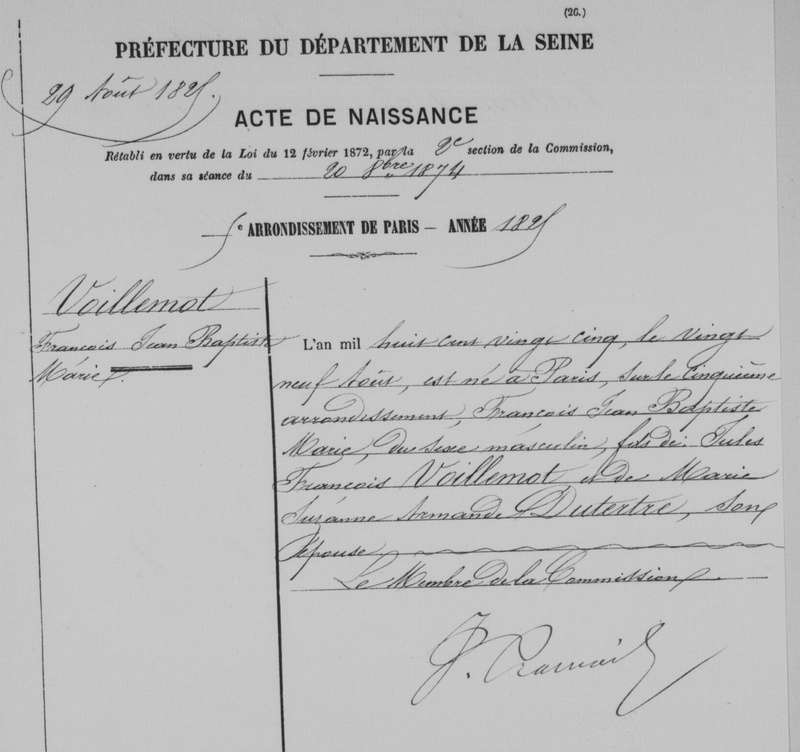 (26.)
PRÉFECTURE DU DÉPARTEMENT DE LA SEINE
29 Août 1825.
ACTE DE NAISSANCE
Rétabli en vertu de la Loi du 12 février 1872, par la 2e section de la Commission,
dans sa séance du 20 8bre 1874
5e ARRONDISSEMENT DE PARIS — ANNÉE 1825
Voillemot
François Jean Baptiste
Marie.
L'an mil huit cent vingt cinq, le vingt
neuf Août, est né à Paris, sur le cinquième
arrondissement, François Jean Baptiste
Marie, du sexe masculin, fils de Jules
François Voillemot et de Marie
Suzanne Armande Dutertre, son
épouse
Le Membre de la Commission,